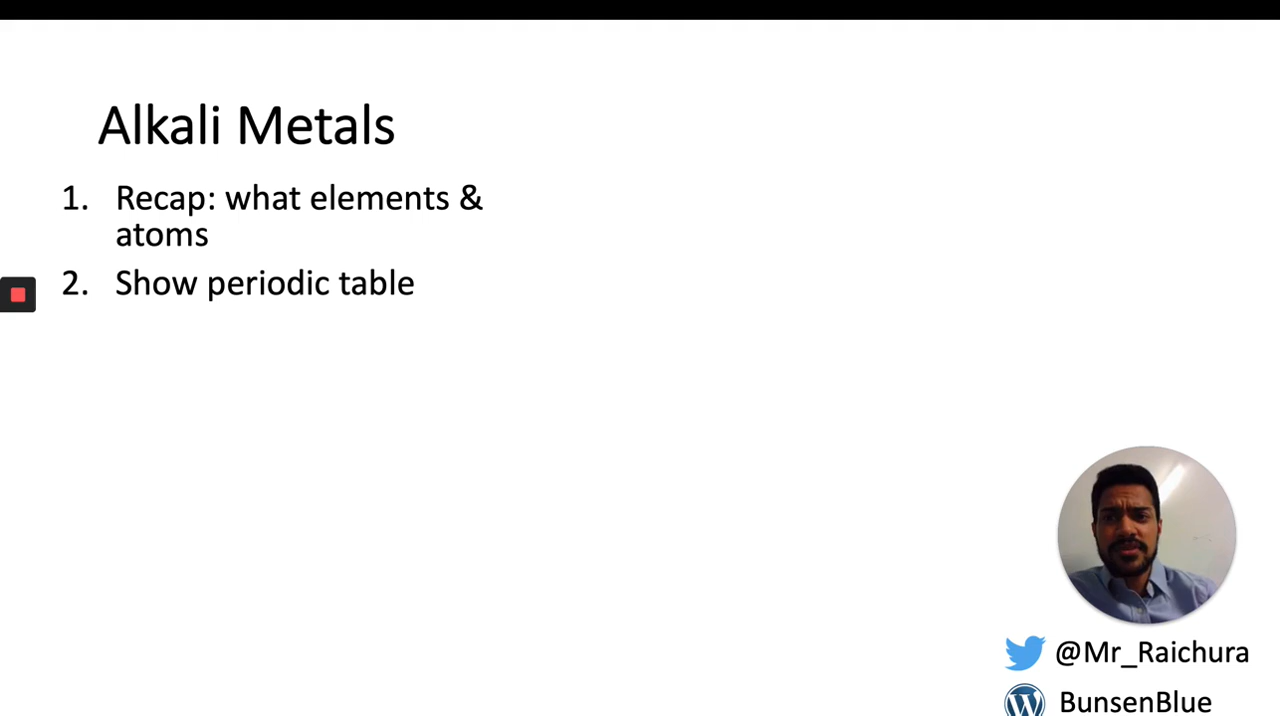 Alkali Metals
1. Recap: what elements &
atoms
2. Show periodic table
@Mr_Raichura
BunsenBlue